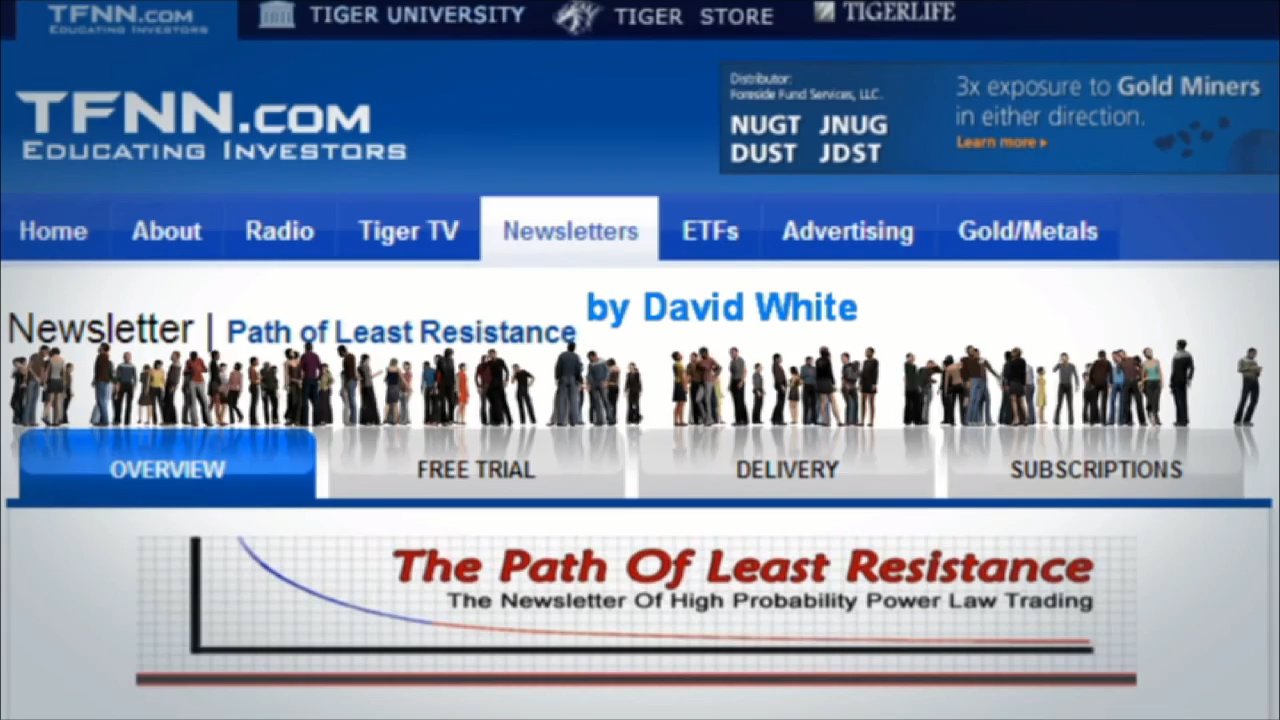 TFNN.COM
EDUCATING INVESTORS
TIGER UNIVERSITY
TIGER STORE
TIGERLIFE
TFNN.COM
EDUCATING INVESTORS
Distributor:
Foreside Fund Services, LLC.
NUGT JNUG
DUST JDST
3x exposure to Gold Miners
in either direction.
Learn more
Home About Radio Tiger TV Newsletters ETFs Advertising Gold/Metals
by David White
Newsletter | Path of Least Resistance
OVERVIEW FREE TRIAL DELIVERY SUBSCRIPTIONS
The Path Of Least Resistance
The Newsletter Of High Probability Power Law Trading